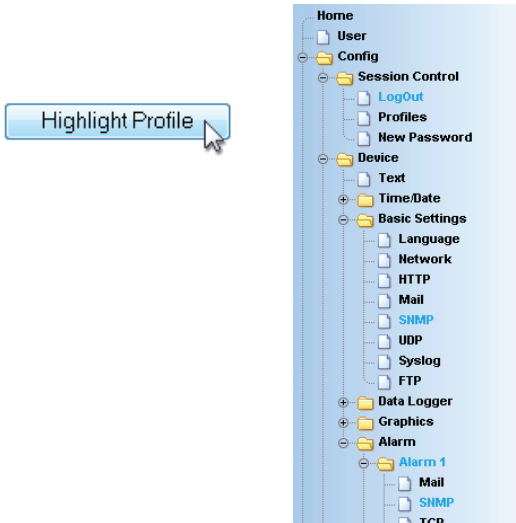 Highlight Profile
Home
User
Config
Session Control
LogOut
Profiles
New Password
Device
Text
Time/Date
Basic Settings
Language
Network
HTTP
Mail
SNMP
UDP
Syslog
FTP
Data Logger
Graphics
Alarm
Alarm 1
Mail
SNMP
TCP